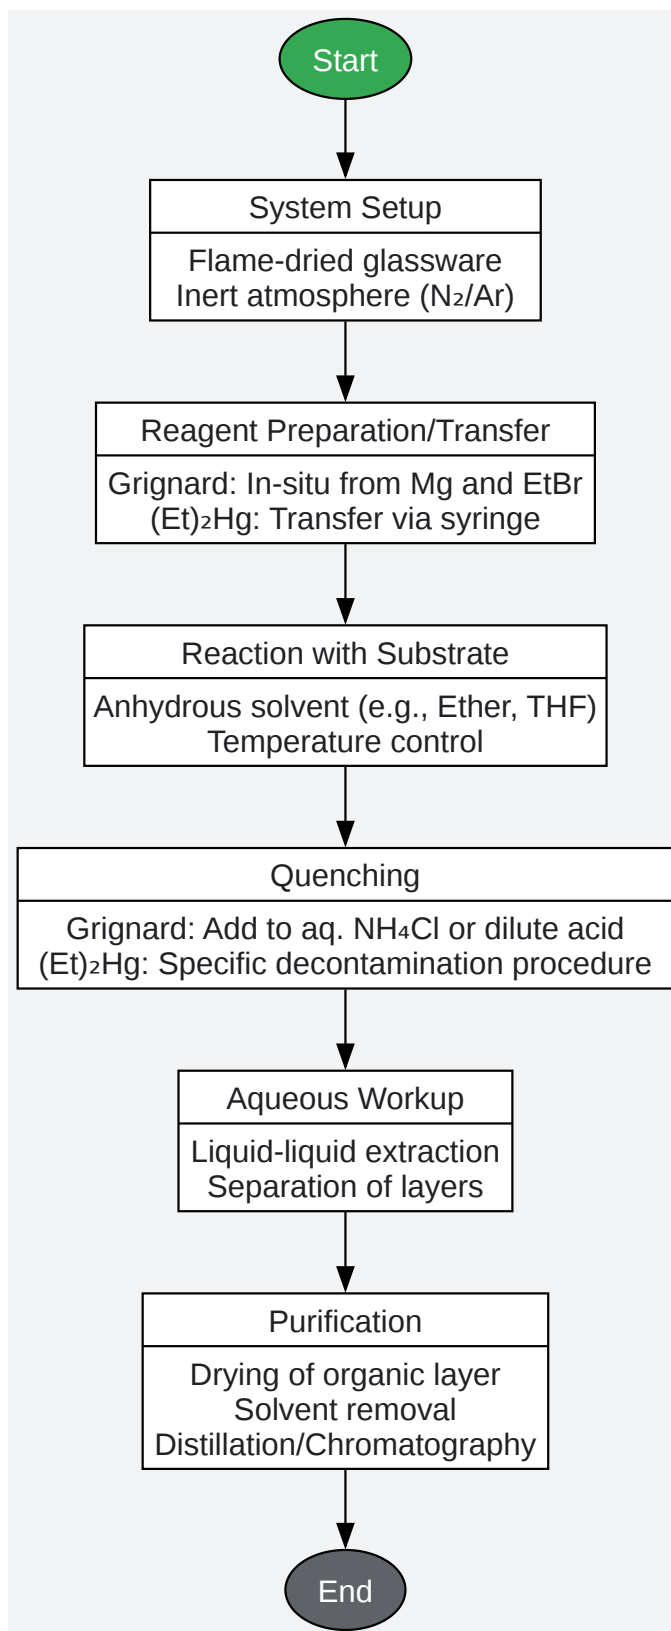 Start
System Setup
Flame-dried glassware
Inert atmosphere (N₂/Ar)
Reagent Preparation/Transfer
Grignard: In-situ from Mg and EtBr
(Et)₂Hg: Transfer via syringe
Reaction with Substrate
Anhydrous solvent (e.g., Ether, THF)
Temperature control
Quenching
Grignard: Add to aq. NH₄Cl or dilute acid
(Et)₂Hg: Specific decontamination procedure
Aqueous Workup
Liquid-liquid extraction
Separation of layers
Purification
Drying of organic layer
Solvent removal
Distillation/Chromatography
End